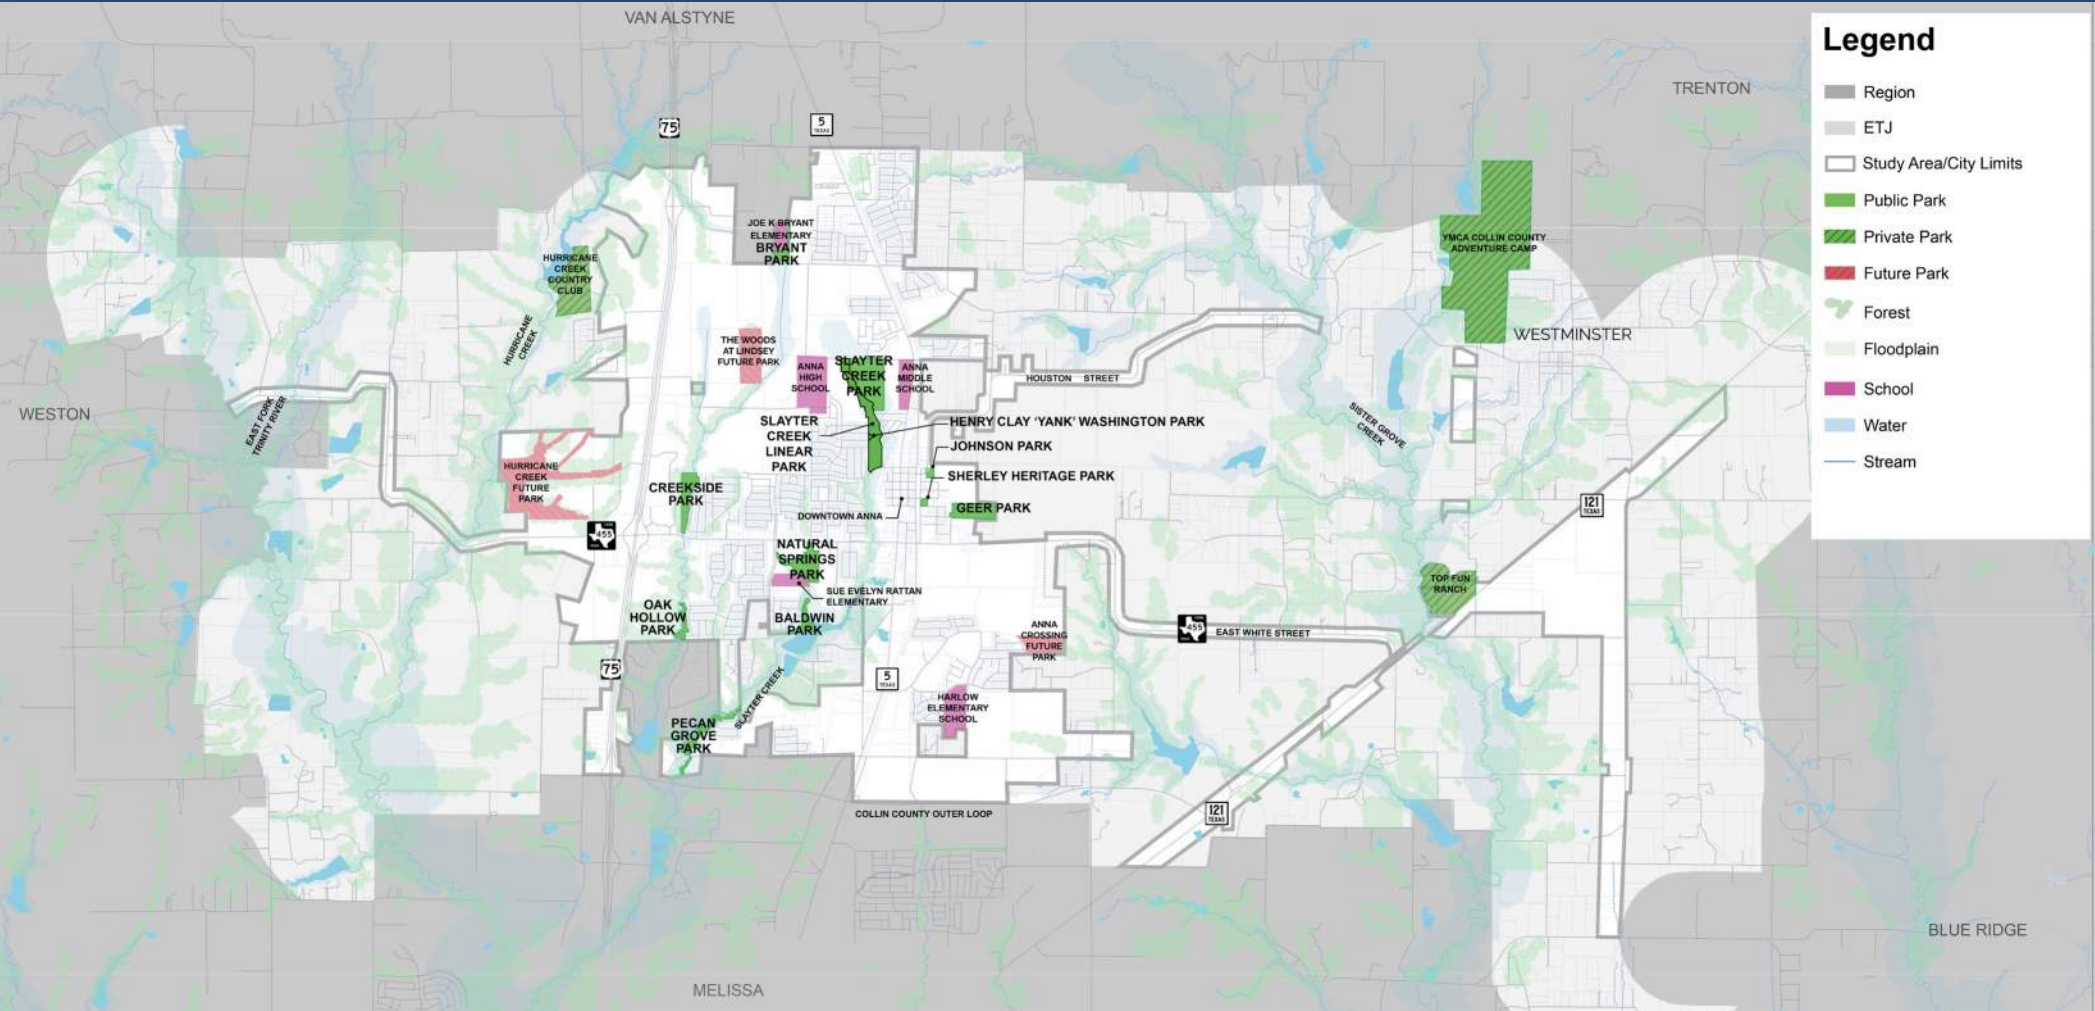 VAN ALSTYNE
TRENTON
75
5
TEXAS
JOE K BRYANT
ELEMENTARY
BRYANT
PARK
HURRICANE
CREEK
COUNTRY
CLUB
YMCA COLLIN COUNTY
ADVENTURE CAMP
HURRICANE
CREEK
THE WOODS
AT LINDSEY
FUTURE PARK
ANNA
HIGH
SCHOOL
SLAYTER
CREEK
PARK
ANNA
MIDDLE
SCHOOL
WESTMINSTER
HOUSTON STREET
WESTON
EAST FORK
TRINITY RIVER
SLAYTER
CREEK
LINEAR
PARK
HENRY CLAY ‘YANK’ WASHINGTON PARK
JOHNSON PARK
SHERLEY HERITAGE PARK
SISTER GROVE
CREEK
HURRICANE
CREEK
FUTURE
PARK
CREEKSIDE
PARK
DOWNTOWN ANNA
GEER PARK
121
TEXAS
455
NATURAL
SPRINGS
PARK
SUE EVELYN RATTAN
ELEMENTARY
TOP FUN
RANCH
OAK
HOLLOW
PARK
BALDWIN
PARK
ANNA
CROSSING
FUTURE
PARK
455
EAST WHITE STREET
75
5
TEXAS
SLAYTER CREEK
HARLOW
ELEMENTARY
SCHOOL
PECAN
GROVE
PARK
COLLIN COUNTY OUTER LOOP
121
TEXAS
MELISSA
BLUE RIDGE
Legend
Region
ETJ
Study Area/City Limits
Public Park
Private Park
Future Park
Forest
Floodplain
School
Water
Stream